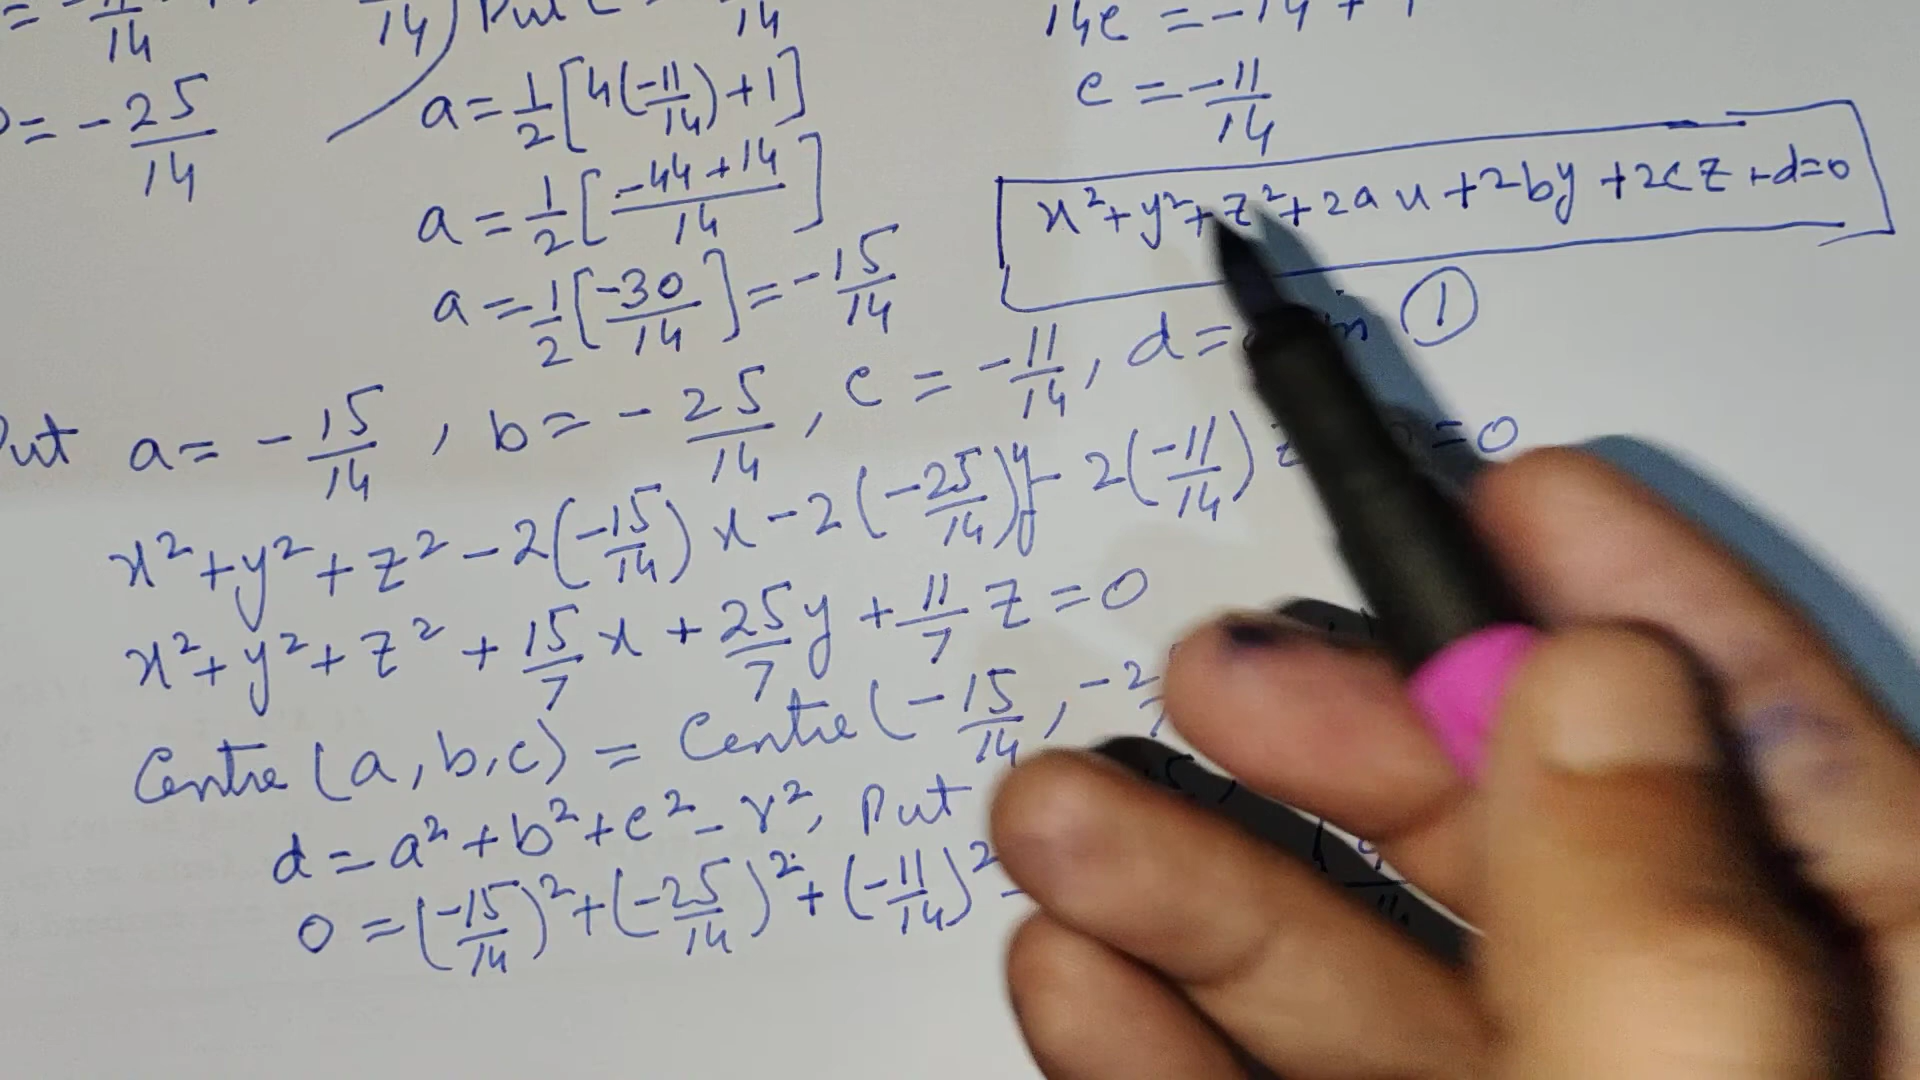 = -11/14
14) Put
14
14c = -14 +
= -25/14
a = 1/2 [4(-11/14) + 1]
c = -11/14
a = 1/2 [-44 + 14/14]
x² + y² + z² + 2ax + 2by + 2cz + d = 0
a = 1/2 [-30/14] = -15/14
Put a = -15/14, b = -25/14, c = -11/14, d = in ①
x² + y² + z² - 2(-15/14)x - 2(-25/14)y - 2(-11/14)z = 0
x² + y² + z² + 15/7 x + 25/7 y + 11/7 z = 0
Centre (a, b, c) = Centre (-15/14, -2
d = a² + b² + c² - r², Put
0 = (-15/14)² + (-25/14)² + (-11/14)² -